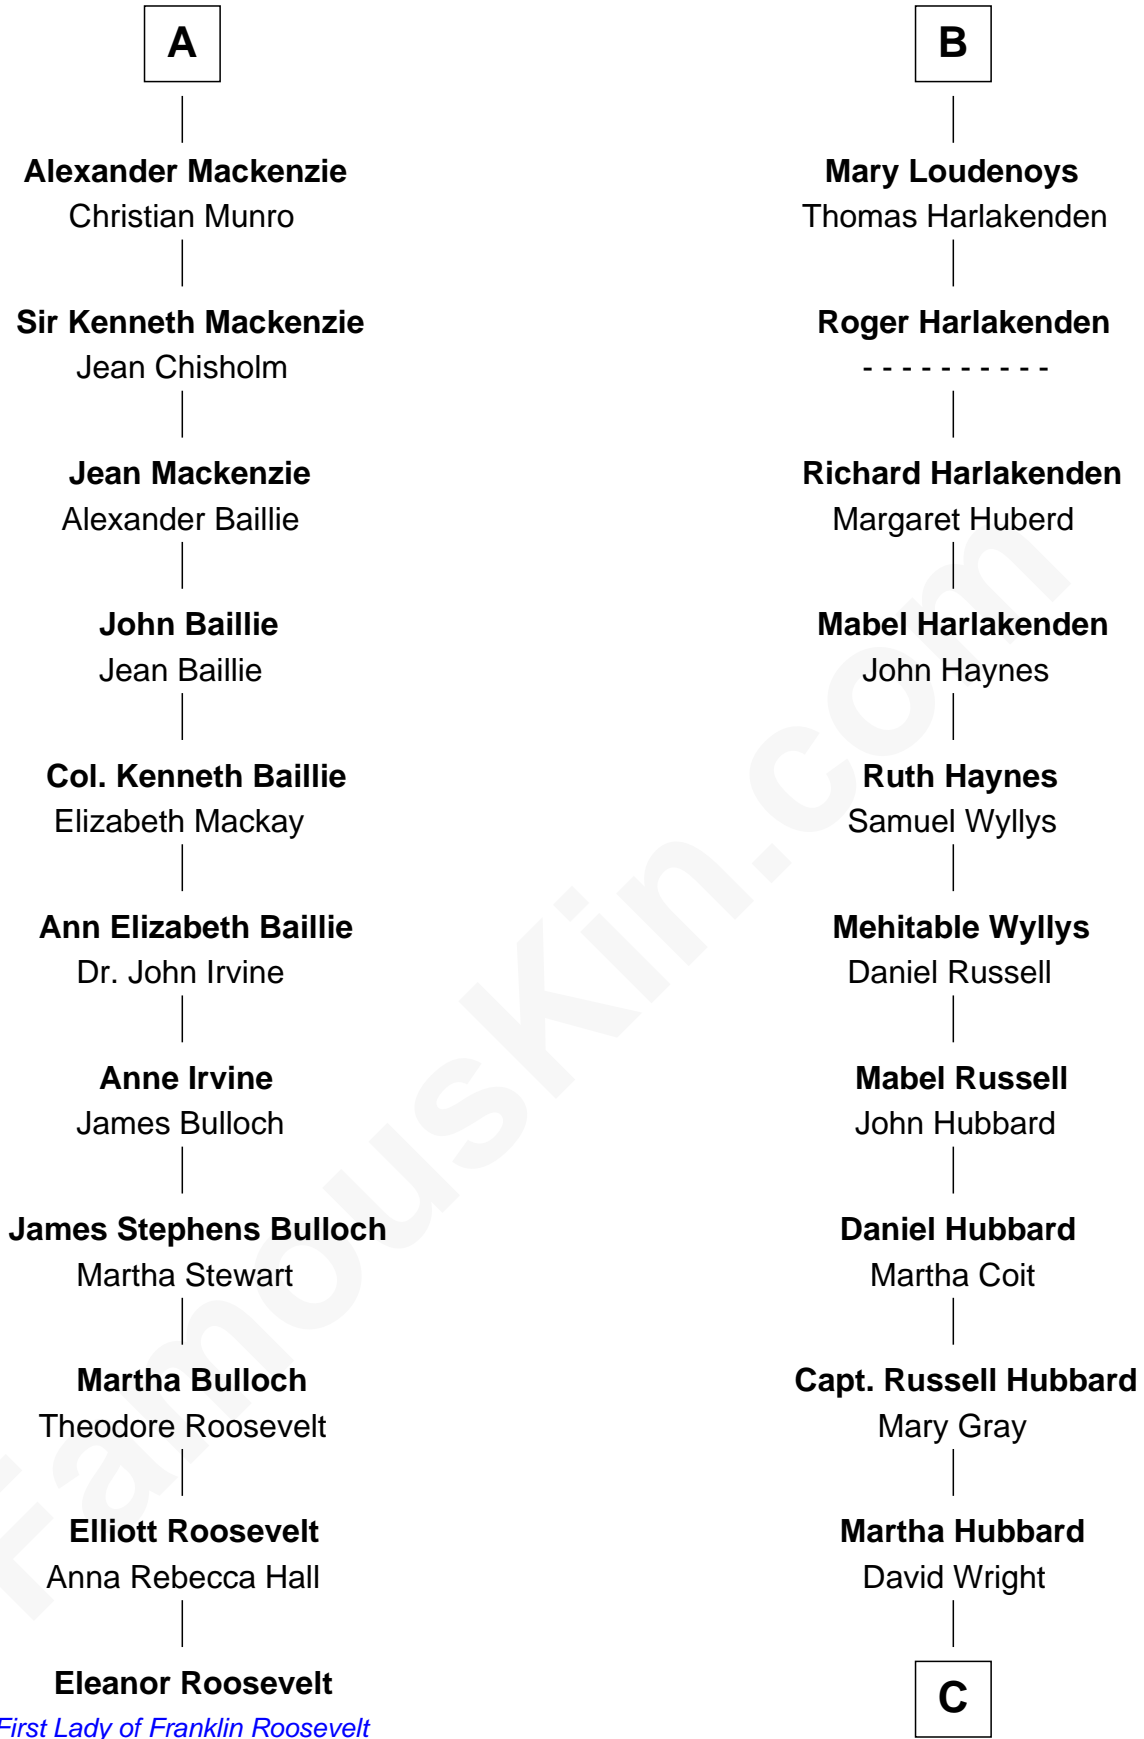 A
Alexander Mackenzie
Christian Munro
Sir Kenneth Mackenzie
Jean Chisholm
Jean Mackenzie
Alexander Baillie
John Baillie
Jean Baillie
Col. Kenneth Baillie
Elizabeth Mackay
Ann Elizabeth Baillie
Dr. John Irvine
Anne Irvine
James Bulloch
James Stephens Bulloch
Martha Stewart
Martha Bulloch
Theodore Roosevelt
Elliott Roosevelt
Anna Rebecca Hall
Eleanor Roosevelt
First Lady of Franklin Roosevelt
B
Mary Loudenoys
Thomas Harlakenden
Roger Harlakenden
- - - - - - - - - -
Richard Harlakenden
Margaret Huberd
Mabel Harlakenden
John Haynes
Ruth Haynes
Samuel Wyllys
Mehitable Wyllys
Daniel Russell
Mabel Russell
John Hubbard
Daniel Hubbard
Martha Coit
Capt. Russell Hubbard
Mary Gray
Martha Hubbard
David Wright
C
FamousKin.com